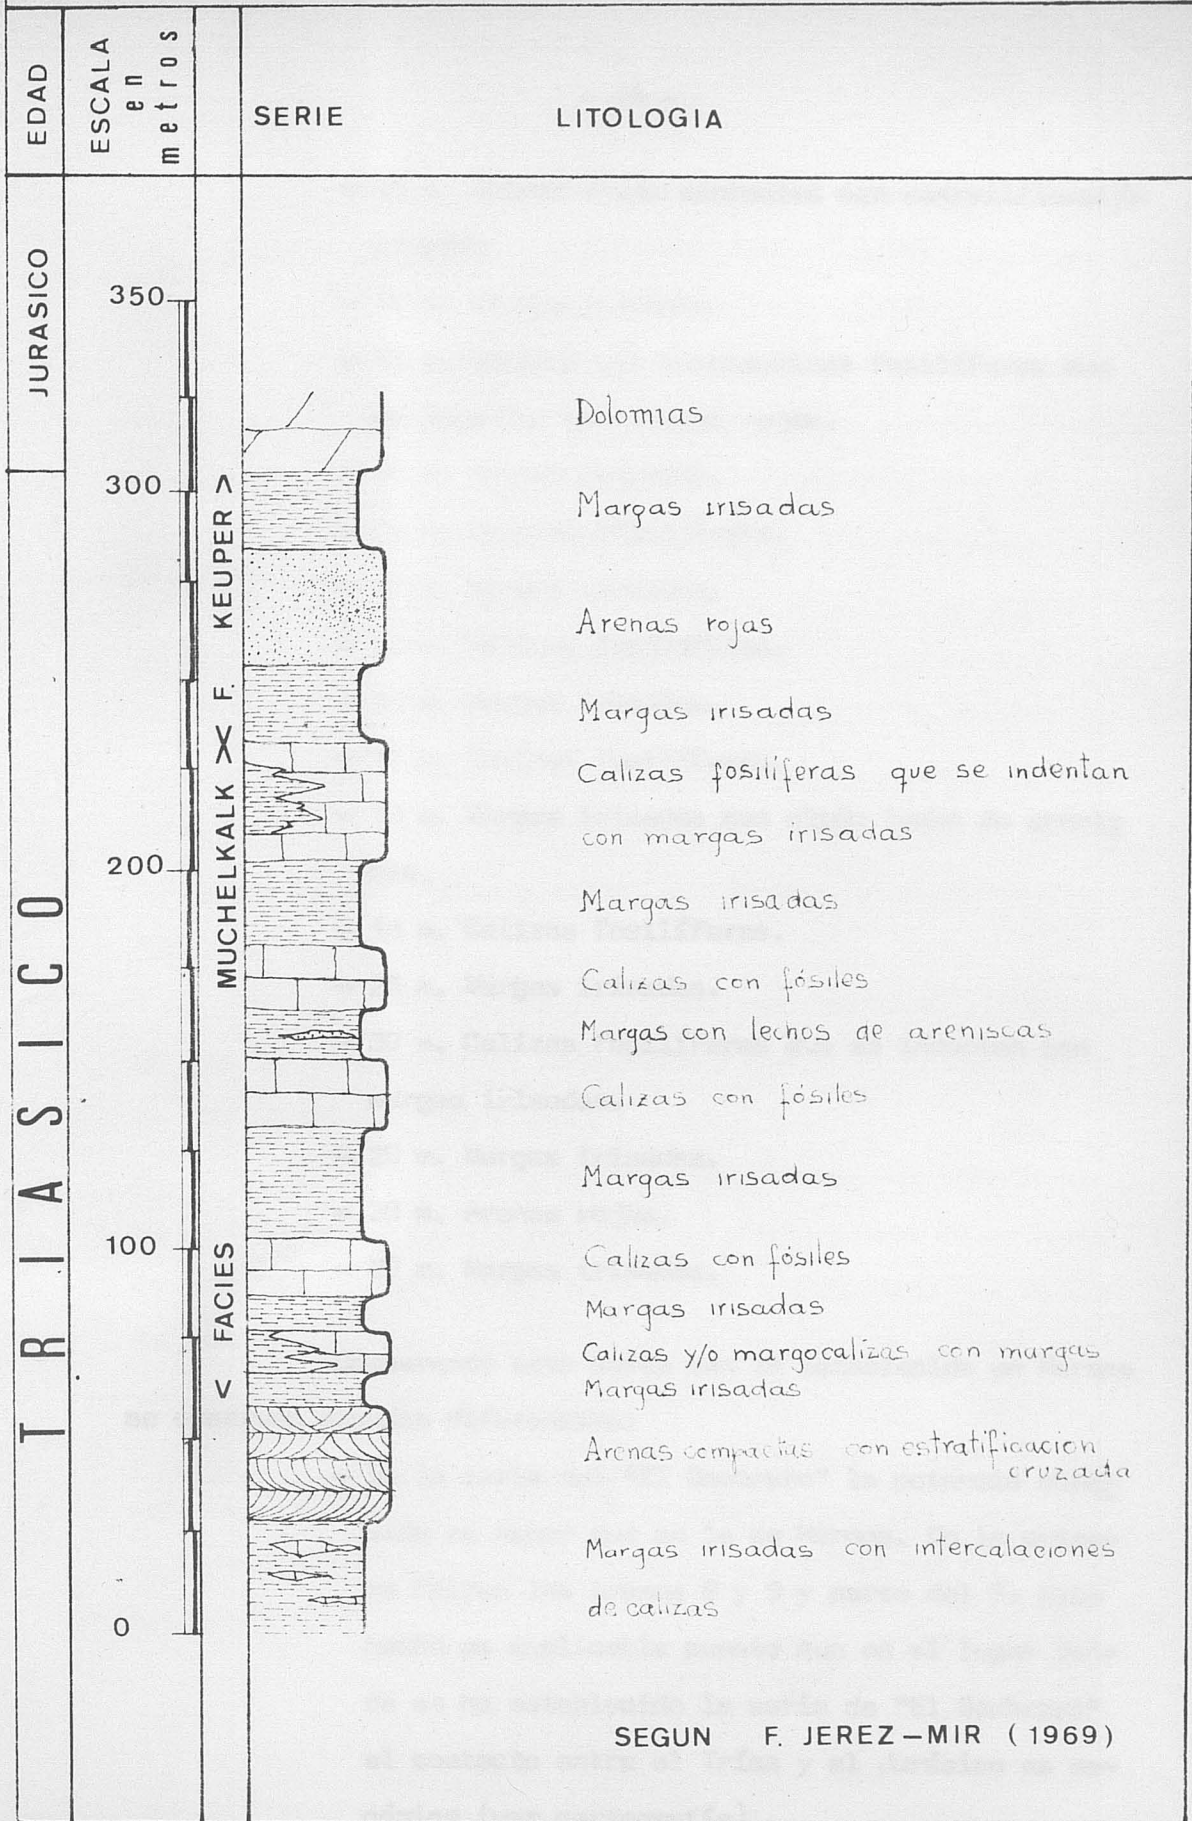 EDAD
ESCALA
en
metros
SERIE
LITOLOGIA
JURASICO
TRIASICO
350
300
200
100
0
< FACIES MUCHELKALK >
< F. KEUPER >
Dolomias
Margas irisadas
Arenas rojas
Margas irisadas
Calizas fosilíferas que se indentan
con margas irisadas
Margas irisadas
Calizas con fósiles
Margas con lechos de areniscas
Calizas con fósiles
Margas irisadas
Calizas con fósiles
Margas irisadas
Calizas y/o margocalizas con margas
Margas irisadas
Arenas compactas con estratificacion
cruzada
Margas irisadas con intercalaciones
de calizas
SEGUN F. JEREZ-MIR (1969)